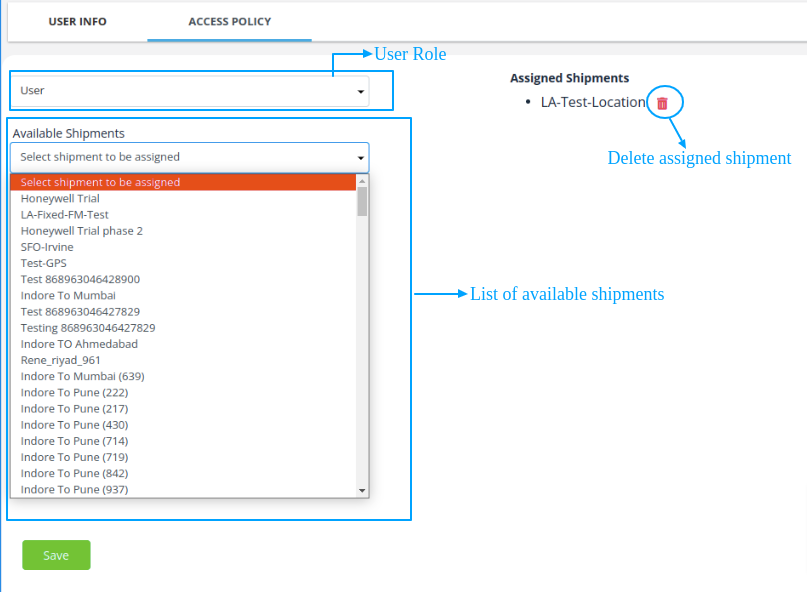 USER INFO ACCESS POLICY
User Role
User
Assigned Shipments
• LA-Test-Location
Delete assigned shipment
Available Shipments
Select shipment to be assigned
Select shipment to be assigned
Honeywell Trial
LA-Fixed-FM-Test
Honeywell Trial phase 2
SFO-Irvine
Test-GPS
Test 868963046428900
Indore To Mumbai
Test 868963046427829
Testing 868963046427829
Indore TO Ahmedabad
Rene_riyad_961
Indore To Mumbai (639)
Indore To Pune (222)
Indore To Pune (217)
Indore To Pune (430)
Indore To Pune (714)
Indore To Pune (719)
Indore To Pune (842)
Indore To Pune (937)
List of available shipments
Save